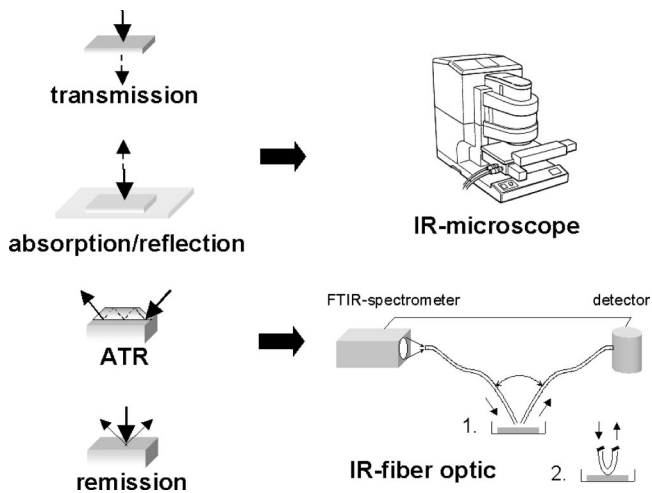 transmission
absorption/reflection
IR-microscope
ATR
remission
FTIR-spectrometer
detector
1.
2.
IR-fiber optic